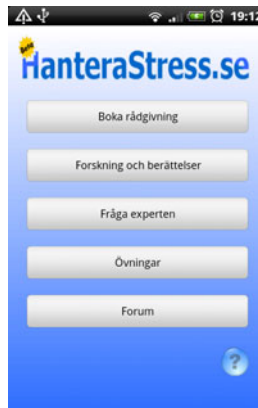 19:12
HanteraStress.se
Boka rådgivning
Forskning och berättelser
Fråga experten
Övningar
Forum
?